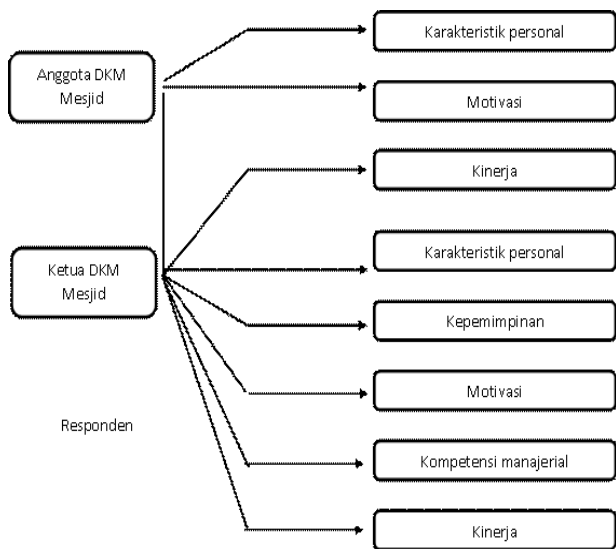 Karakteristik personal
Anggota DKM
Mesjid
Motivasi
Kinerja
Karakteristik personal
Ketua DKM
Mesjid
Kepemimpinan
Motivasi
Responden
Kompetensi manajerial
Kinerja